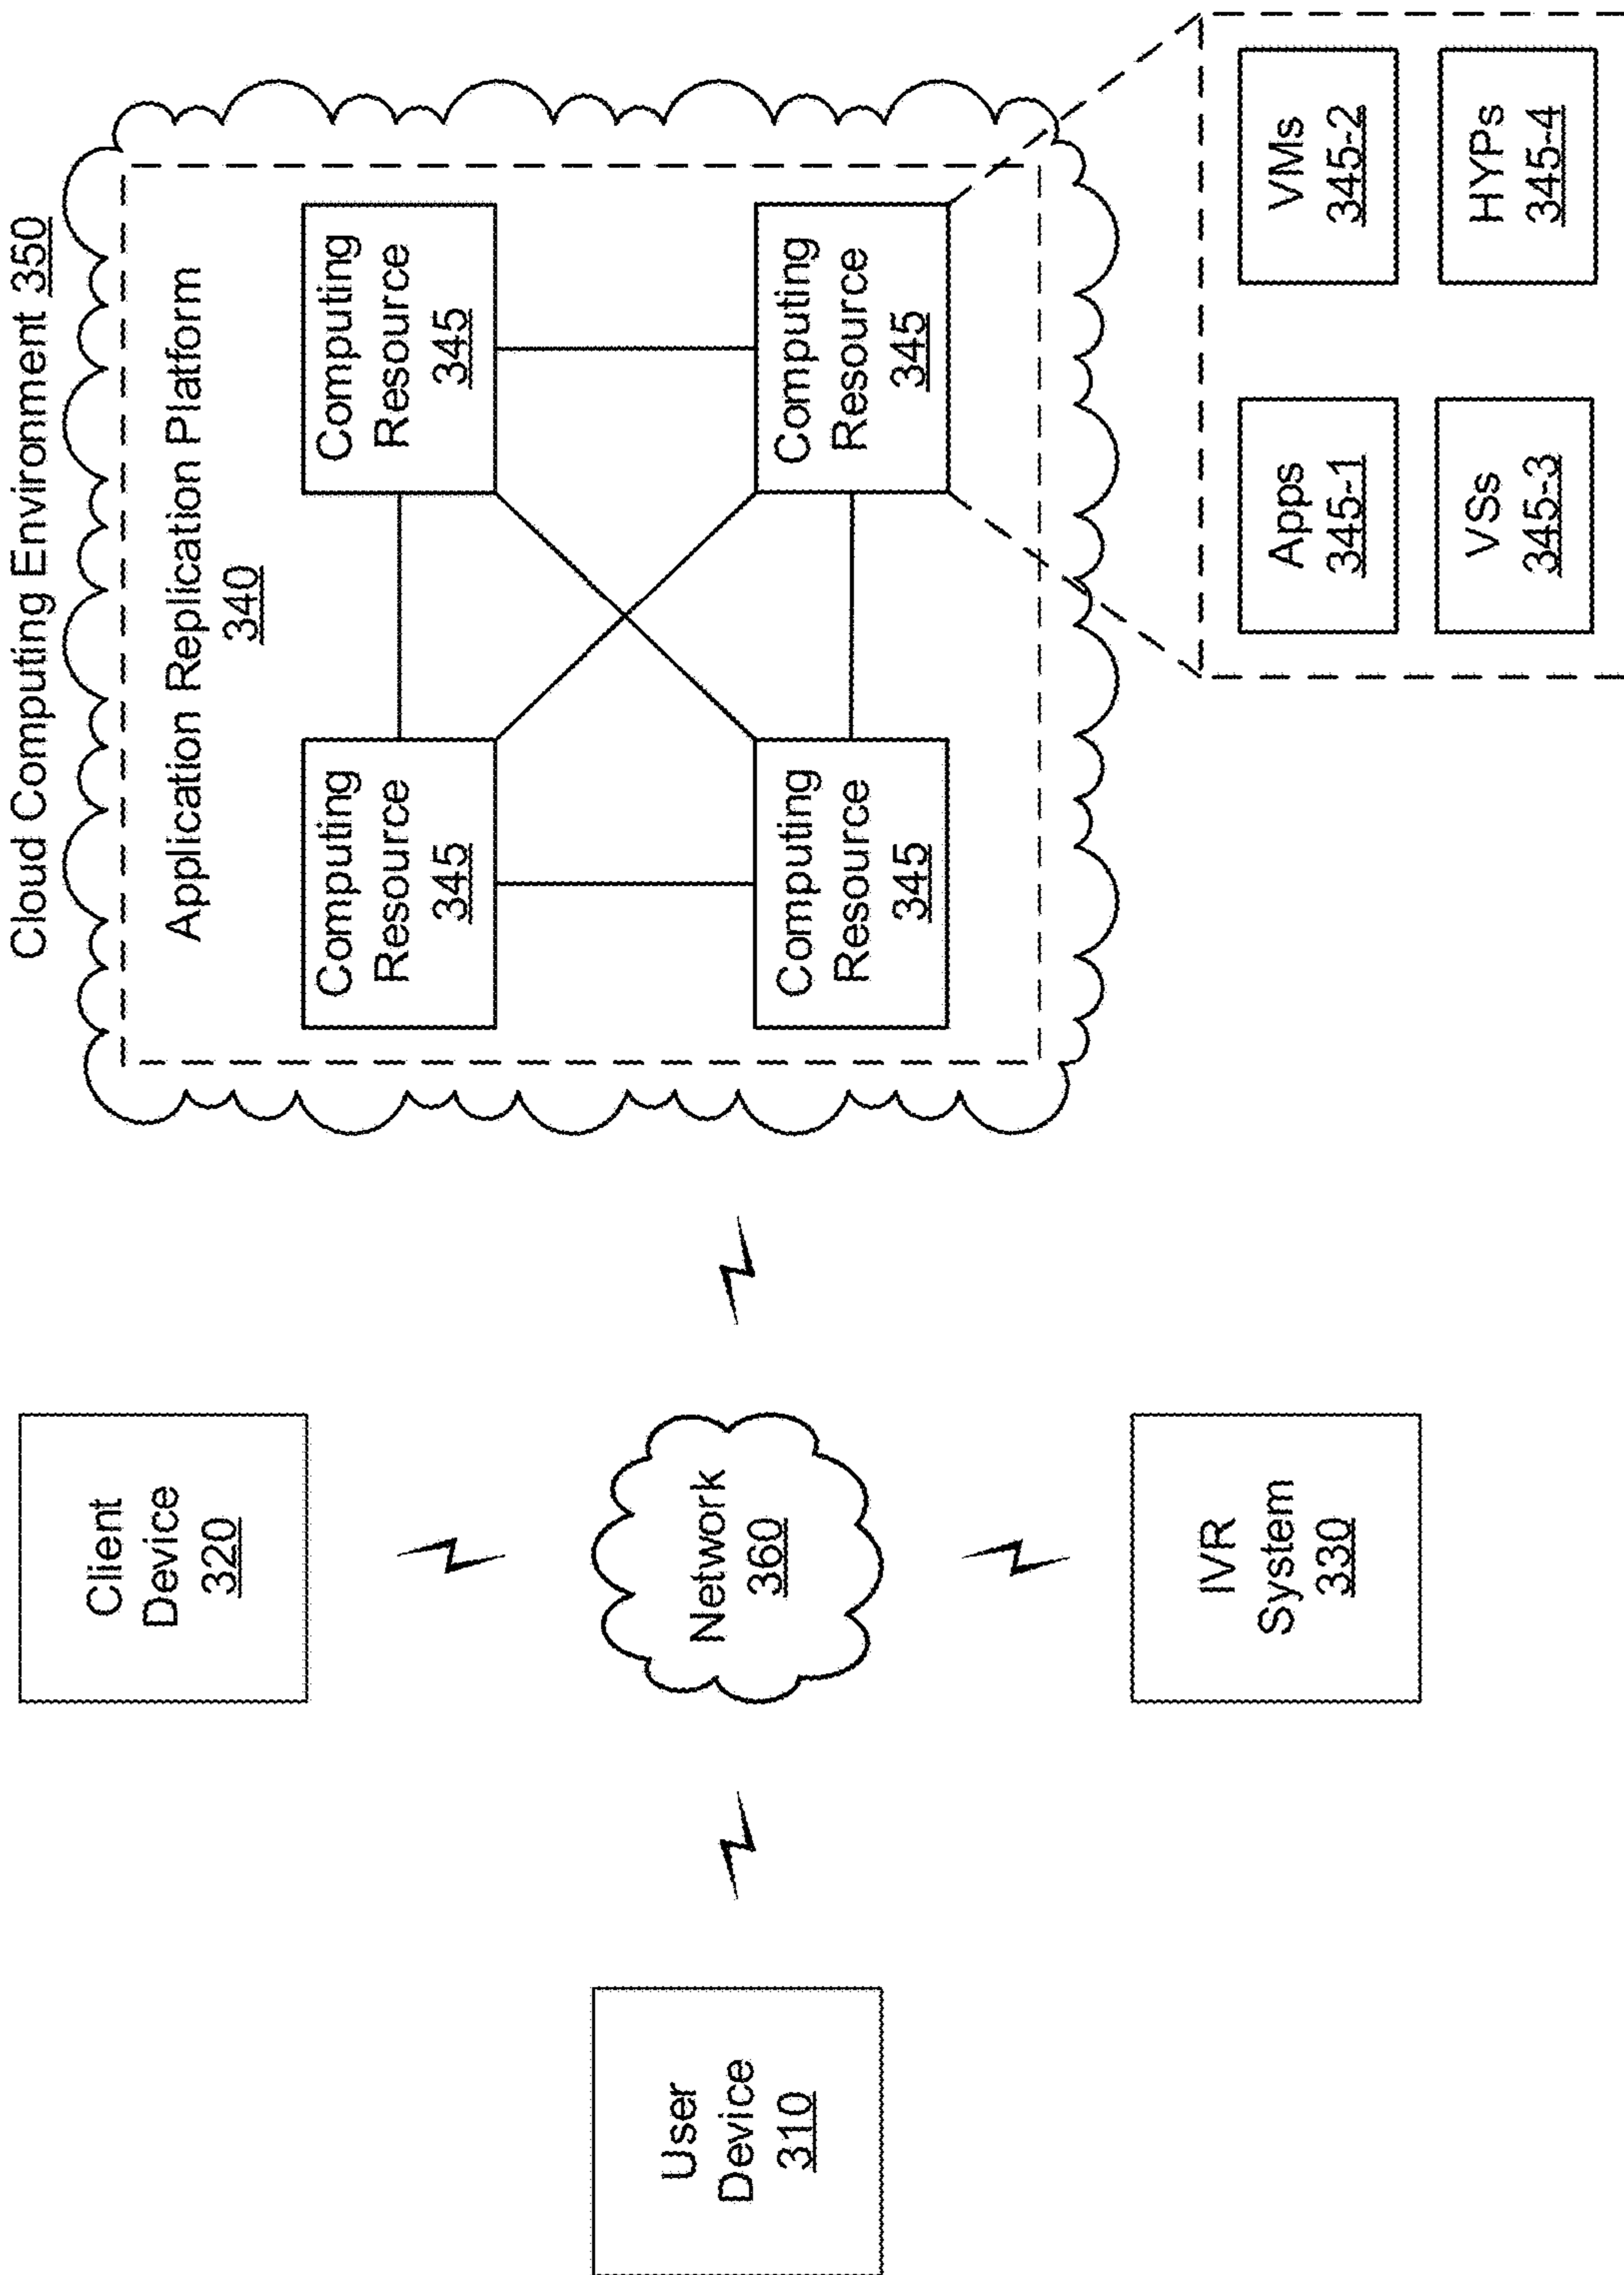 Cloud Computing Environment 350
Application Replication Platform
340
Computing
Resource
345
Computing
Resource
345
Computing
Resource
345
Computing
Resource
345
Client
Device
320
Network
360
User
Device
310
IVR
System
330
Apps
345-1
VMs
345-2
VSs
345-3
HYPs
345-4